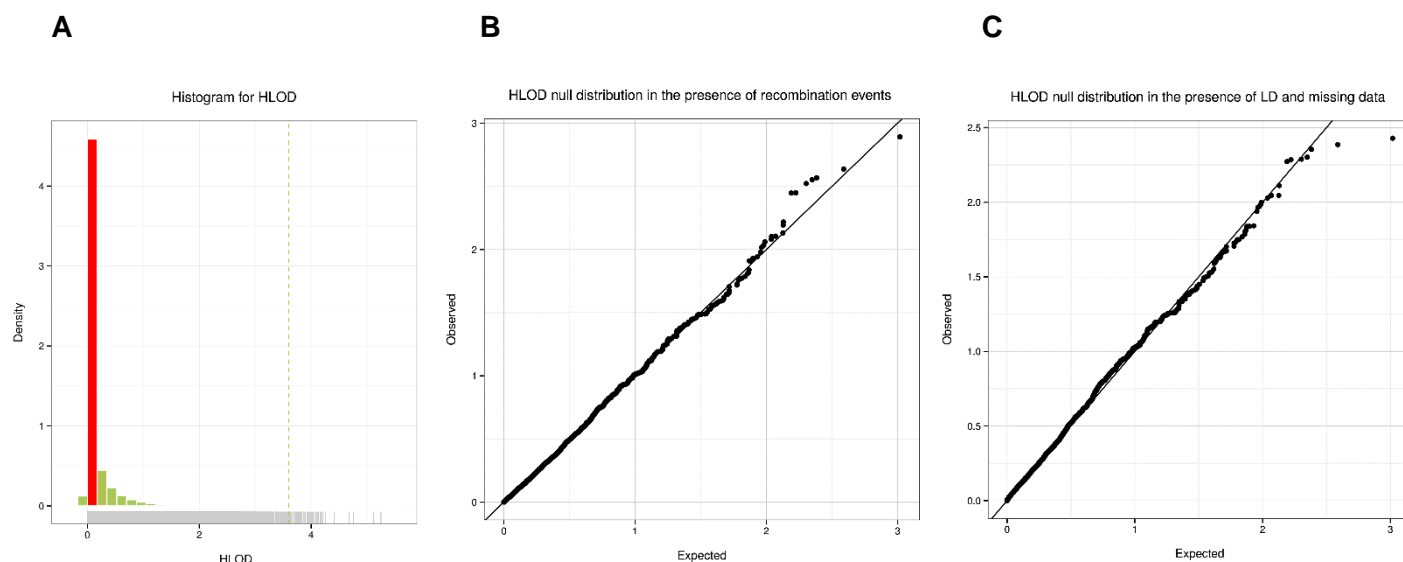 A
B
C
Histogram for HLOD
HLOD null distribution in the presence of recombination events
HLOD null distribution in the presence of LD and missing data
Density
4
3
2
1
0
0
2
4
HLOD
Observed
3
2
1
0
0
1
2
3
Expected
Observed
2.5
2.0
1.5
1.0
0.5
0.0
0
1
2
3
Expected